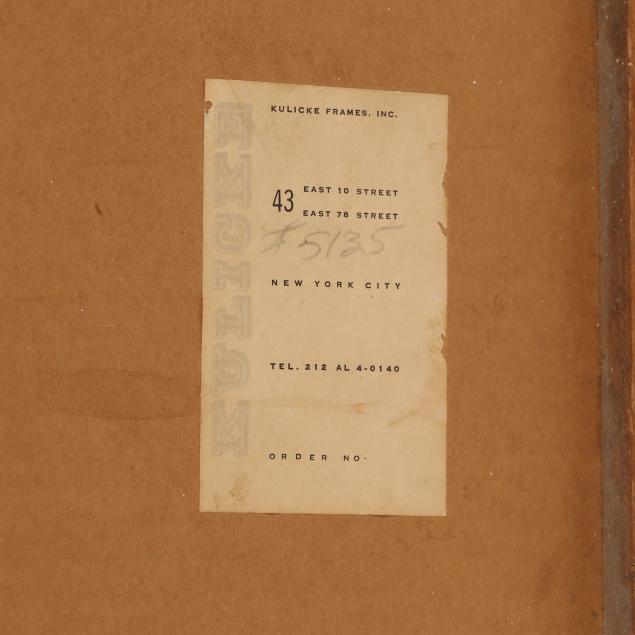 KULICKE
KULICKE FRAMES, INC.
43 EAST 10 STREET
EAST 78 STREET
#5135
NEW YORK CITY
TEL. 212 AL 4-0140
ORDER NO.